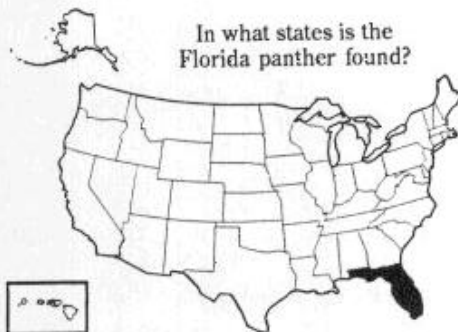 In what states is the
Florida panther found?